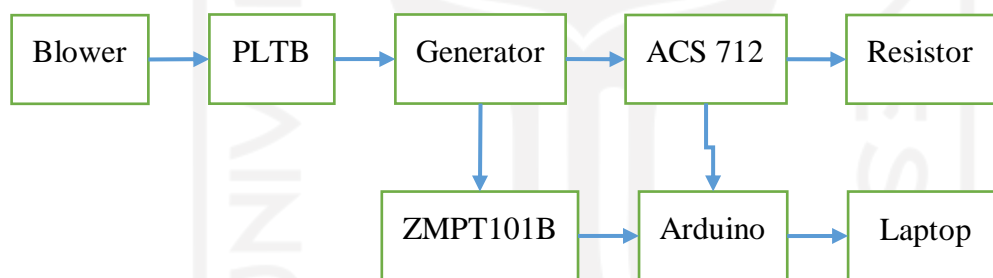 Blower
PLTB
Generator
ACS 712
Resistor
ZMPT101B
Arduino
Laptop